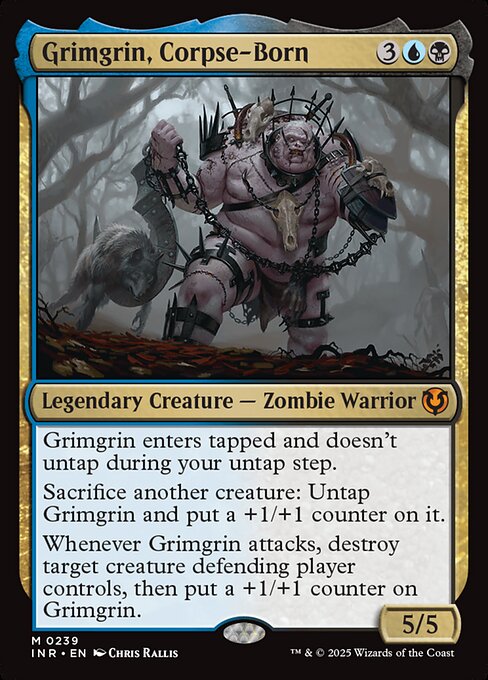 Grimgrin, Corpse-Born 3
Legendary Creature — Zombie Warrior
Grimgrin enters tapped and doesn't
untap during your untap step.
Sacrifice another creature: Untap
Grimgrin and put a +1/+1 counter on it.
Whenever Grimgrin attacks, destroy
target creature defending player
controls, then put a +1/+1 counter on
Grimgrin.
5/5
M 0239
INR • EN Chris Rallis
™ & © 2025 Wizards of the Coast